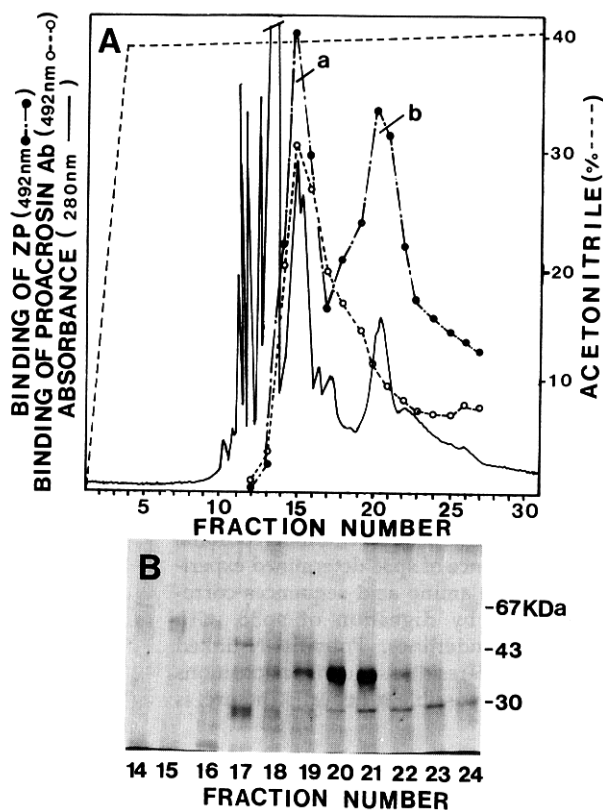 A
a
b
BINDING OF ZP (492nm ●-·-●)
BINDING OF PROACROSIN Ab (492nm o--o)
ABSORBANCE ( 280nm —— )
40
30
20
10
ACETONITRILE (%----)
5
10
15
20
25
30
FRACTION NUMBER
B
-67KDa
-43
-30
14 15 16 17 18 19 20 21 22 23 24
FRACTION NUMBER